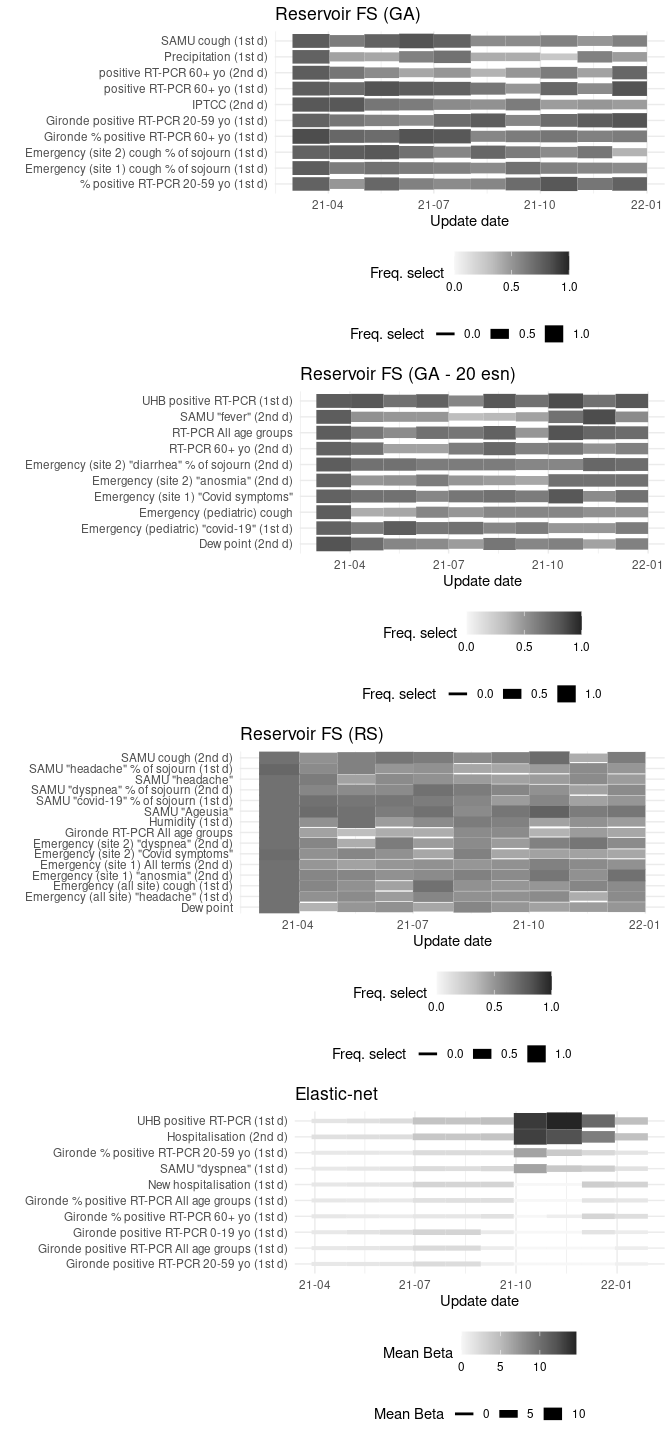 Reservoir FS (GA)
SAMU cough (1st d)
Precipitation (1st d)
positive RT-PCR 60+ yo (2nd d)
positive RT-PCR 60+ yo (1st d)
IPTCC (2nd d)
Gironde positive RT-PCR 20-59 yo (1st d)
Gironde % positive RT-PCR 60+ yo (1st d)
Emergency (site 2) cough % of sojourn (1st d)
Emergency (site 1) cough % of sojourn (1st d)
% positive RT-PCR 20-59 yo (1st d)
21-04 21-07 21-10 22-01
Update date
Freq. select
0.0 0.5 1.0
Freq. select 0.0 0.5 1.0
Reservoir FS (GA - 20 esn)
UHB positive RT-PCR (1st d)
SAMU "fever" (2nd d)
RT-PCR All age groups
RT-PCR 60+ yo (2nd d)
Emergency (site 2) "diarrhea" % of sojourn (2nd d)
Emergency (site 2) "anosmia" (2nd d)
Emergency (site 1) "Covid symptoms"
Emergency (pediatric) cough
Emergency (pediatric) "covid-19" (1st d)
Dew point (2nd d)
21-04 21-07 21-10 22-01
Update date
Freq. select
0.0 0.5 1.0
Freq. select 0.0 0.5 1.0
Reservoir FS (RS)
SAMU cough (2nd d)
SAMU "headache" % of sojourn (1st d)
SAMU "headache"
SAMU "dyspnea" % of sojourn (2nd d)
SAMU "covid-19" % of sojourn (1st d)
SAMU "Ageusia"
Humidity (1st d)
Gironde RT-PCR All age groups
Emergency (site 2) "dyspnea" (2nd d)
Emergency (site 2) "Covid symptoms"
Emergency (site 1) All terms (2nd d)
Emergency (site 1) "anosmia" (2nd d)
Emergency (all site) cough (1st d)
Emergency (all site) "headache" (1st d)
Dew point
21-04 21-07 21-10 22-01
Update date
Freq. select
0.0 0.5 1.0
Freq. select 0.0 0.5 1.0
Elastic-net
UHB positive RT-PCR (1st d)
Hospitalisation (2nd d)
Gironde % positive RT-PCR 20-59 yo (1st d)
SAMU "dyspnea" (1st d)
New hospitalisation (1st d)
Gironde % positive RT-PCR All age groups (1st d)
Gironde % positive RT-PCR 60+ yo (1st d)
Gironde positive RT-PCR 0-19 yo (1st d)
Gironde positive RT-PCR All age groups (1st d)
Gironde positive RT-PCR 20-59 yo (1st d)
21-04 21-07 21-10 22-01
Update date
Mean Beta
0 5 10
Mean Beta 0 5 10